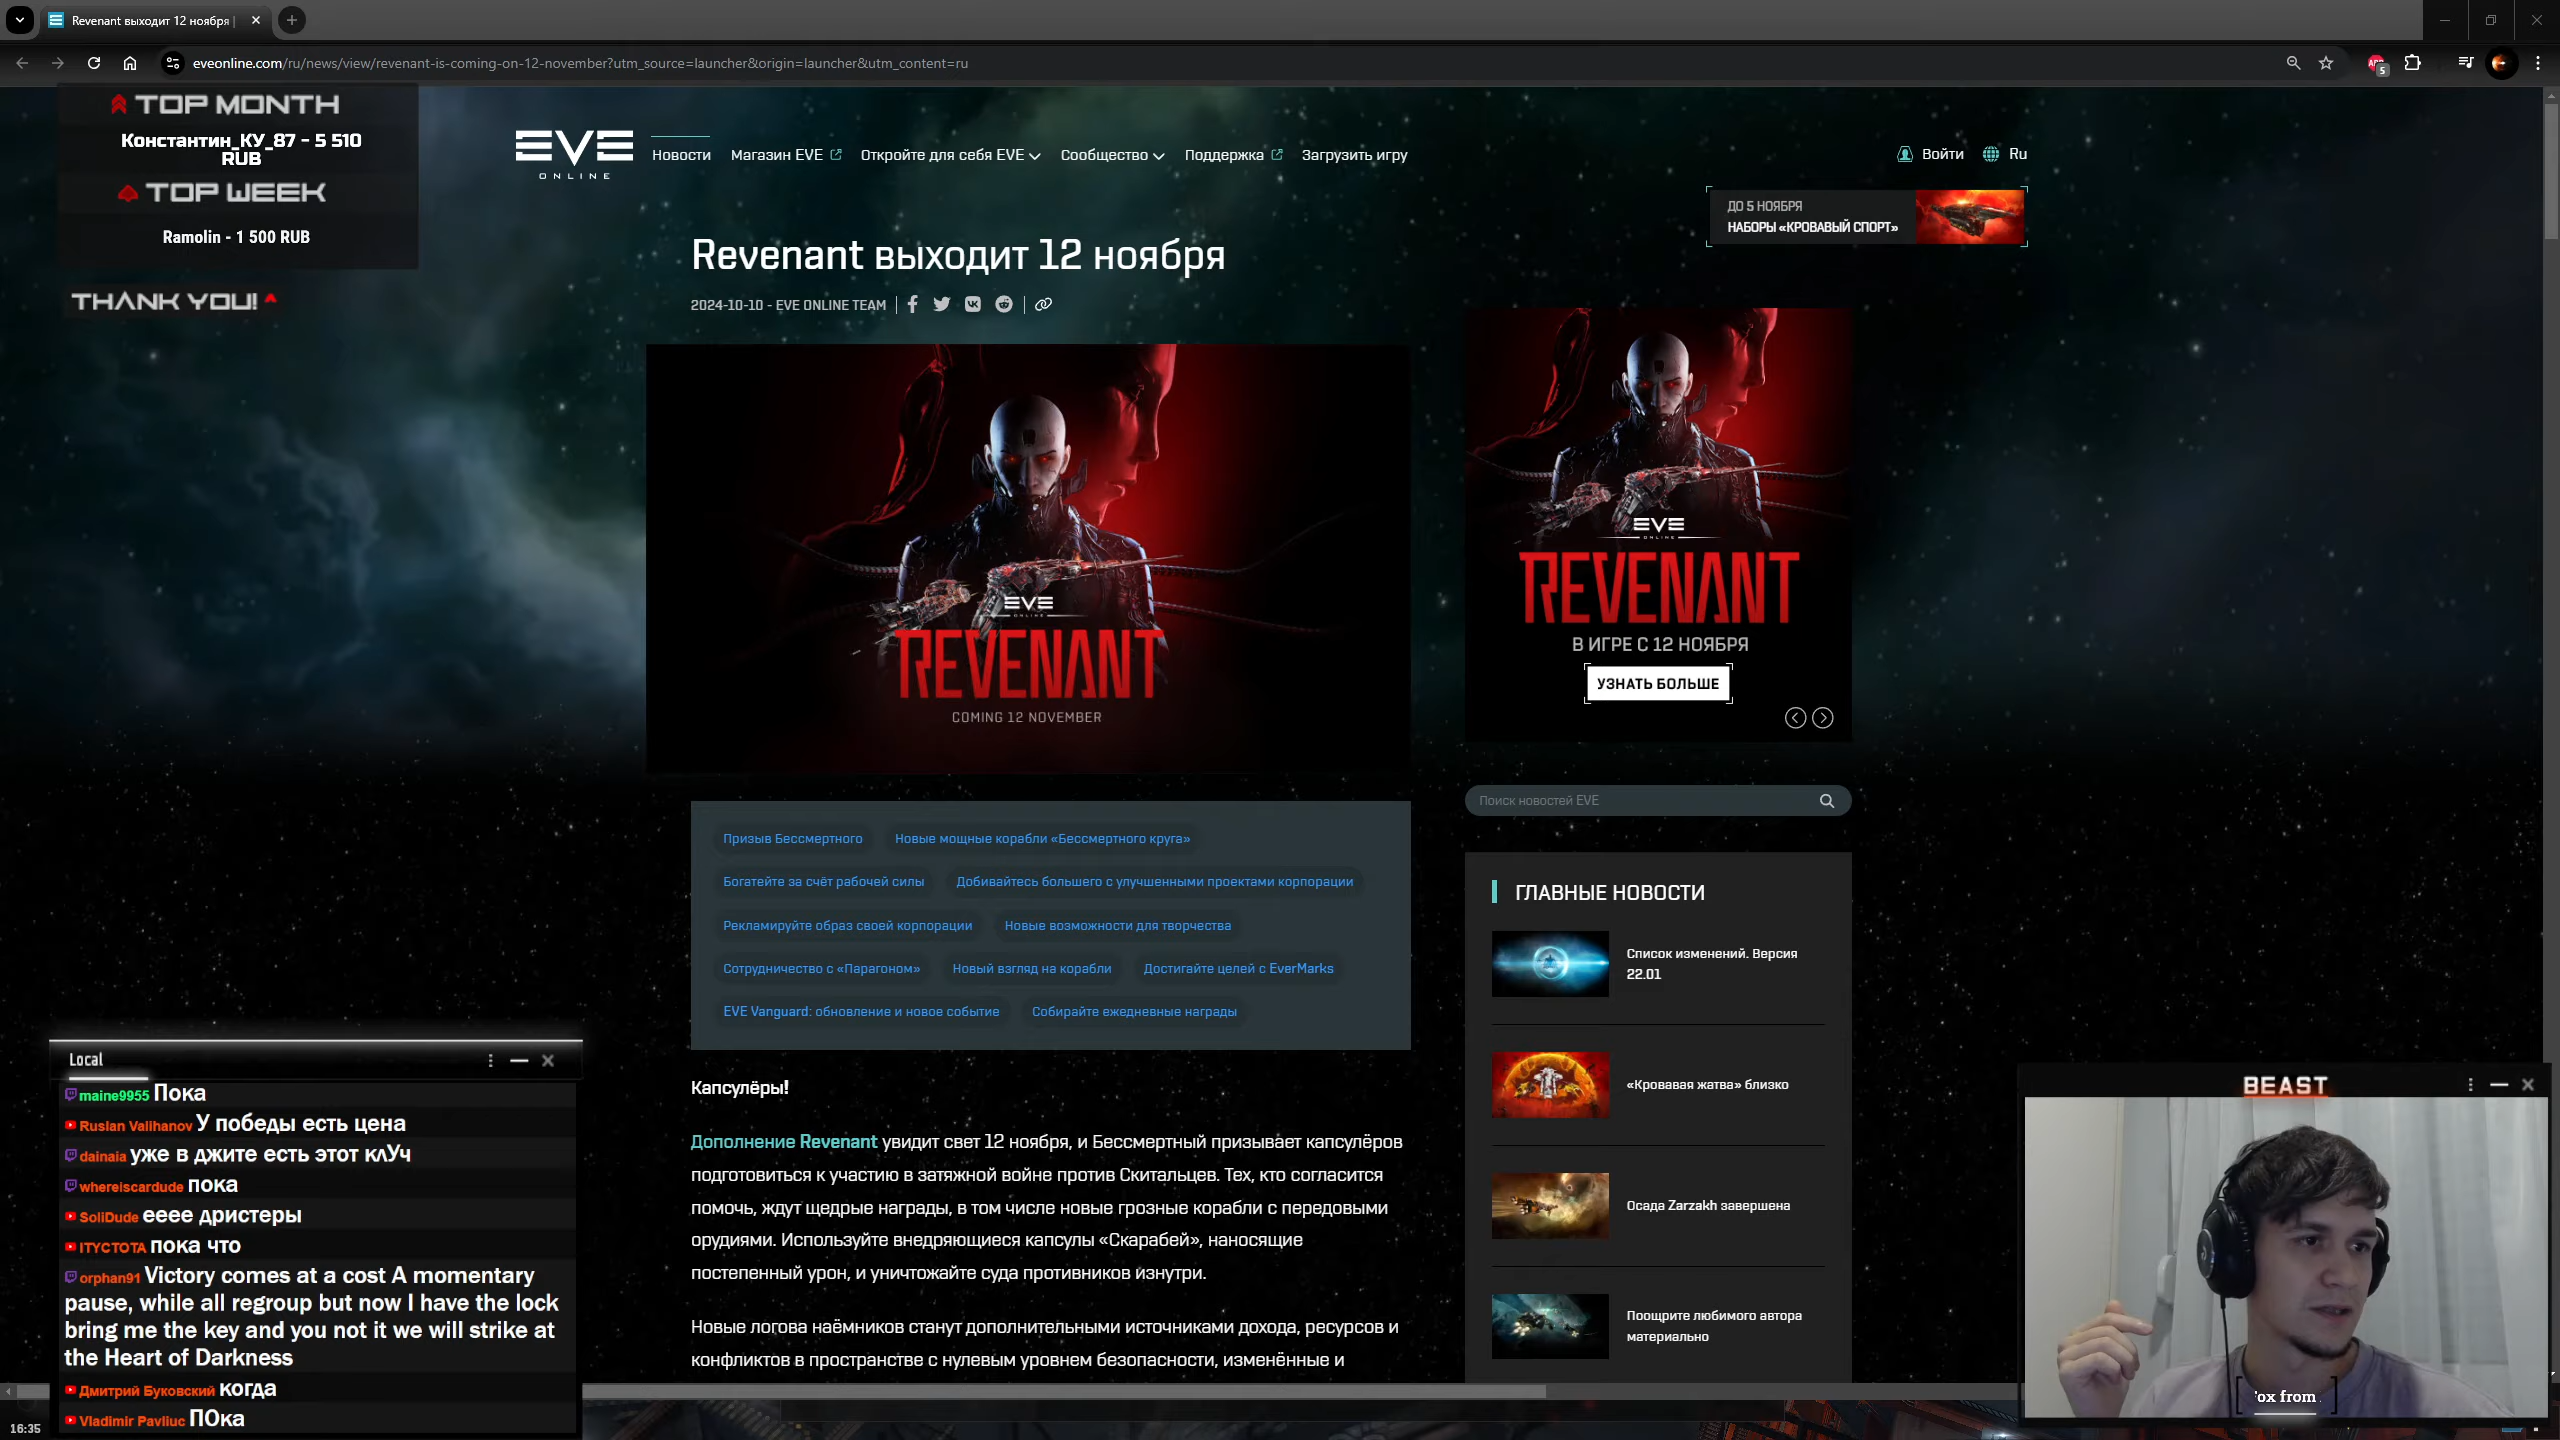 Revenant выходит 12 ноября |
eveonline.com/ru/news/view/revenant-is-coming-on-12-november?utm_source=launcher&origin=launcher&utm_content=ru
5
TOP MONTH
Константин_КУ_87 - 5 510
RUB
TOP WEEK
Ramolin - 1 500 RUB
THANK YOU!
EVE
ONLINE
Новости
Магазин EVE
Откройте для себя EVE
Сообщество
Поддержка
Загрузить игру
Войти
Ru
ДО 5 НОЯБРЯ
НАБОРЫ «КРОВАВЫЙ СПОРТ»
Revenant выходит 12 ноября
2024-10-10 - EVE ONLINE TEAM
EVE
ONLINE
REVENANT
COMING 12 NOVEMBER
EVE
ONLINE
REVENANT
В ИГРЕ С 12 НОЯБРЯ
УЗНАТЬ БОЛЬШЕ
Поиск новостей EVE
Призыв Бессмертного
Новые мощные корабли «Бессмертного круга»
Богатейте за счёт рабочей силы
Добивайтесь большего с улучшенными проектами корпорации
Рекламируйте образ своей корпорации
Новые возможности для творчества
Сотрудничество с «Парагоном»
Новый взгляд на корабли
Достигайте целей с EverMarks
EVE Vanguard: обновление и новое событие
Собирайте ежедневные награды
Капсулёры!
Дополнение Revenant увидит свет 12 ноября, и Бессмертный призывает капсулёров
подготовиться к участию в затяжной войне против Скитальцев. Тех, кто согласится
помочь, ждут щедрые награды, в том числе новые грозные корабли с передовыми
орудиями. Используйте внедряющиеся капсулы «Скарабей», наносящие
постепенный урон, и уничтожайте суда противников изнутри.
Новые логова наёмников станут дополнительными источниками дохода, ресурсов и
конфликтов в пространстве с нулевым уровнем безопасности, изменённые и
ГЛАВНЫЕ НОВОСТИ
Список изменений. Версия
22.01
«Кровавая жатва» близко
Осада Zarzakh завершена
Поощрите любимого автора
материально
Local
maine9955 Пока
Ruslan Valihanov У победы есть цена
dainaia уже в джите есть этот клУч
whereiscardude пока
SoliDude ееее дристеры
ITYCTOTA пока что
orphan91 Victory comes at a cost A momentary
pause, while all regroup but now I have the lock
bring me the key and you not it we will strike at
the Heart of Darkness
Дмитрий Буковский когда
Vladimir Pavliuc ПОка
16:35
BEAST
ox from